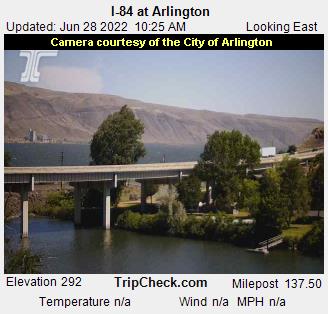 I-84 at Arlington
Updated: Jun 28 2022 10:25 AM Looking East
Camera courtesy of the City of Arlington
Elevation 292 TripCheck.com Milepost 137.50
Temperature n/a Wind n/a MPH n/a